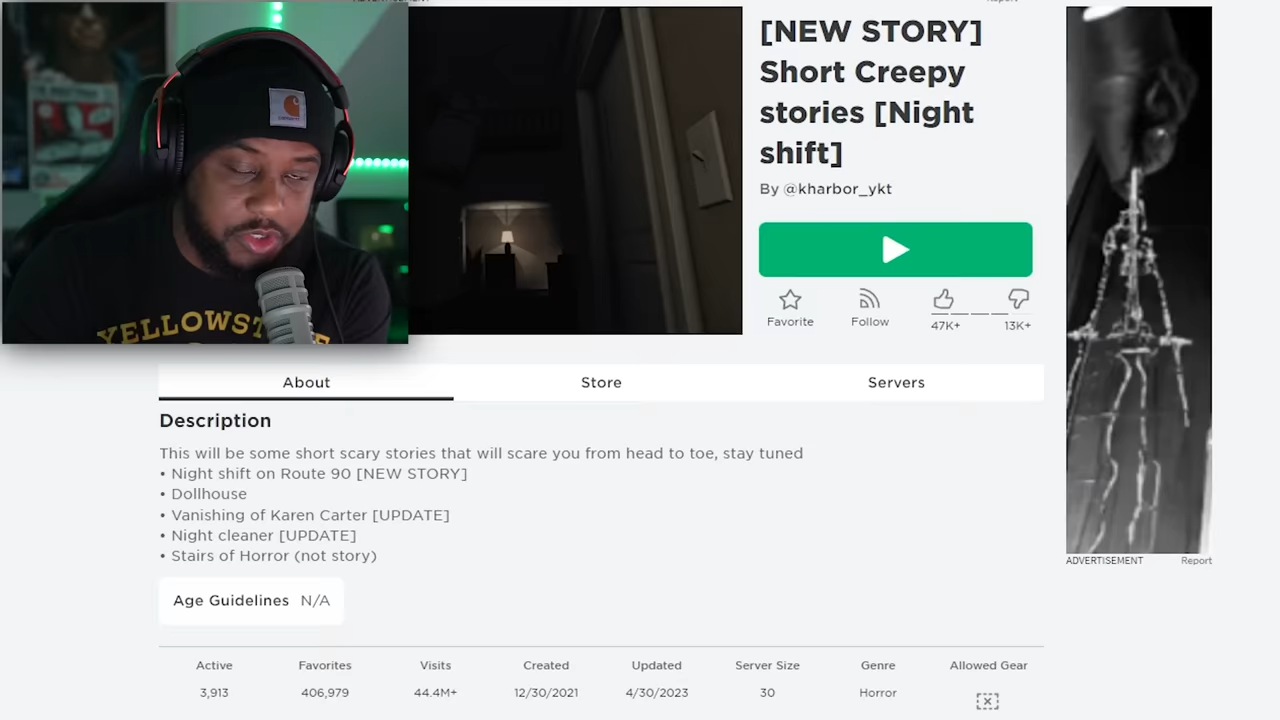 ADVERTISEMENT
Report
[NEW STORY]
Short Creepy
stories [Night
shift]
By @kharbor_ykt
Favorite
Follow
47K+
13K+
YELLOWST
About
Store
Servers
Description
This will be some short scary stories that will scare you from head to toe, stay tuned
• Night shift on Route 90 [NEW STORY]
• Dollhouse
• Vanishing of Karen Carter [UPDATE]
• Night cleaner [UPDATE]
• Stairs of Horror (not story)
ADVERTISEMENT
Report
Age Guidelines N/A
Active Favorites Visits Created Updated Server Size Genre Allowed Gear
3,913 406,979 44.4M+ 12/30/2021 4/30/2023 30 Horror